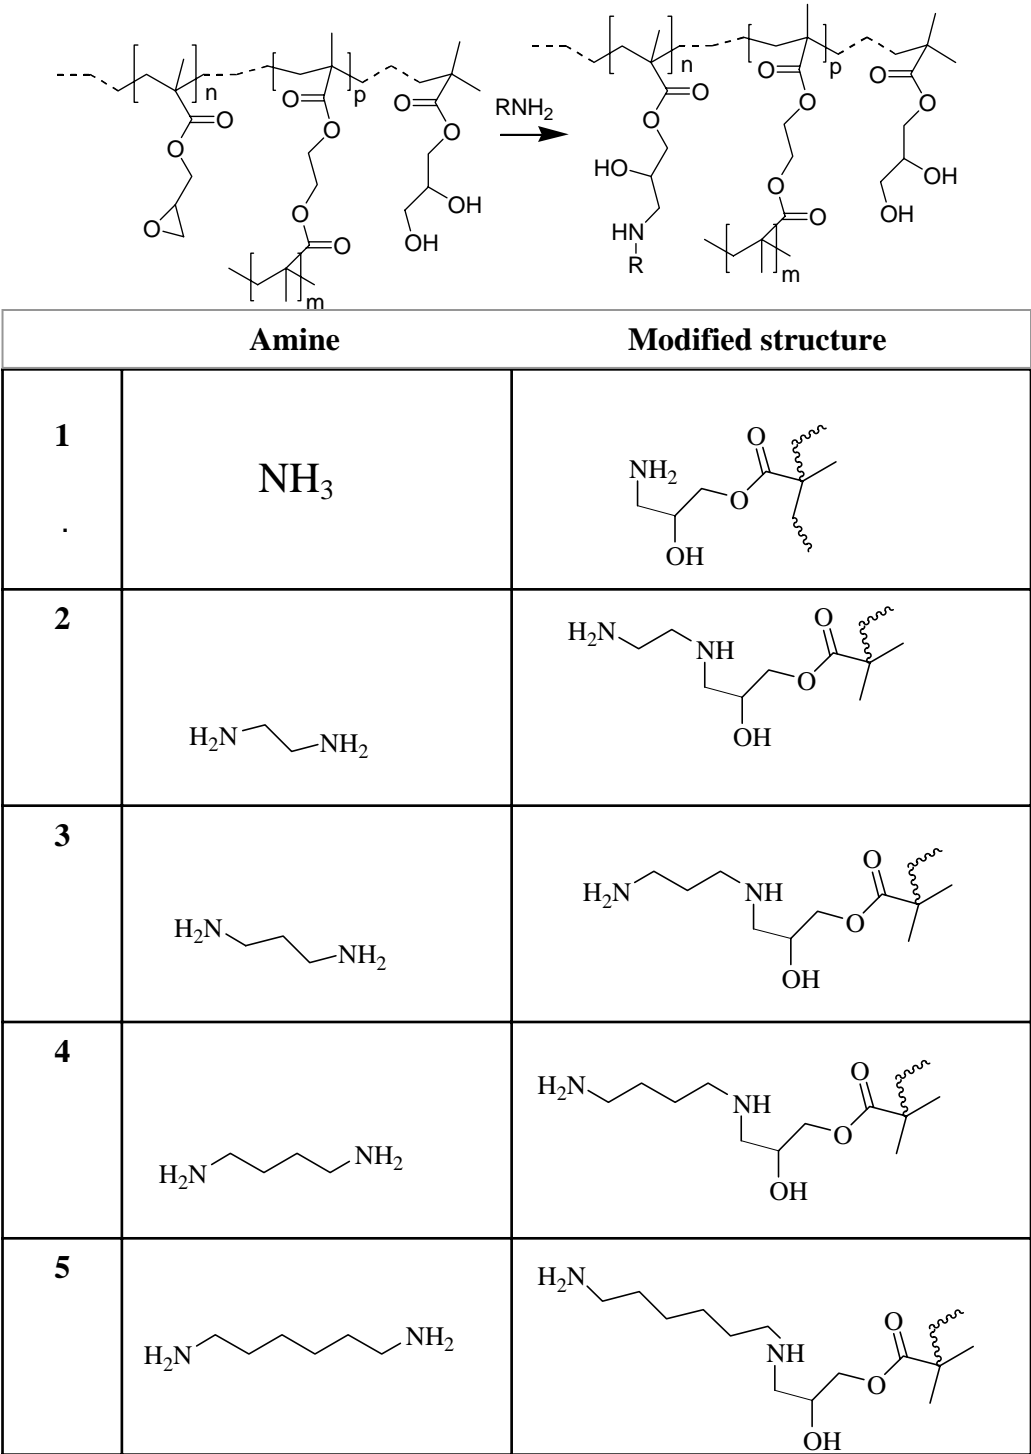 n
O
O
O
O
O
O
O
m
p
O
O
OH
OH
RNH2
n
O
O
HO
HN
R
O
O
O
O
m
p
O
O
OH
OH
Amine Modified structure
1
.
NH3
NH2
OH
O
O
2
H2N
NH2
H2N
NH
OH
O
O
3
H2N
NH2
H2N
NH
OH
O
O
4
H2N
NH2
H2N
NH
OH
O
O
5
H2N
NH2
H2N
NH
OH
O
O